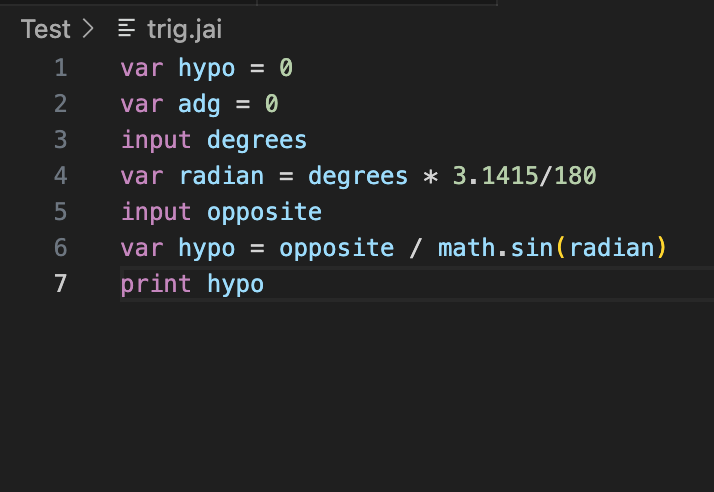 Test > trig.jai
1 var hypo = 0
2 var adg = 0
3 input degrees
4 var radian = degrees * 3.1415/180
5 input opposite
6 var hypo = opposite / math.sin(radian)
7 print hypo